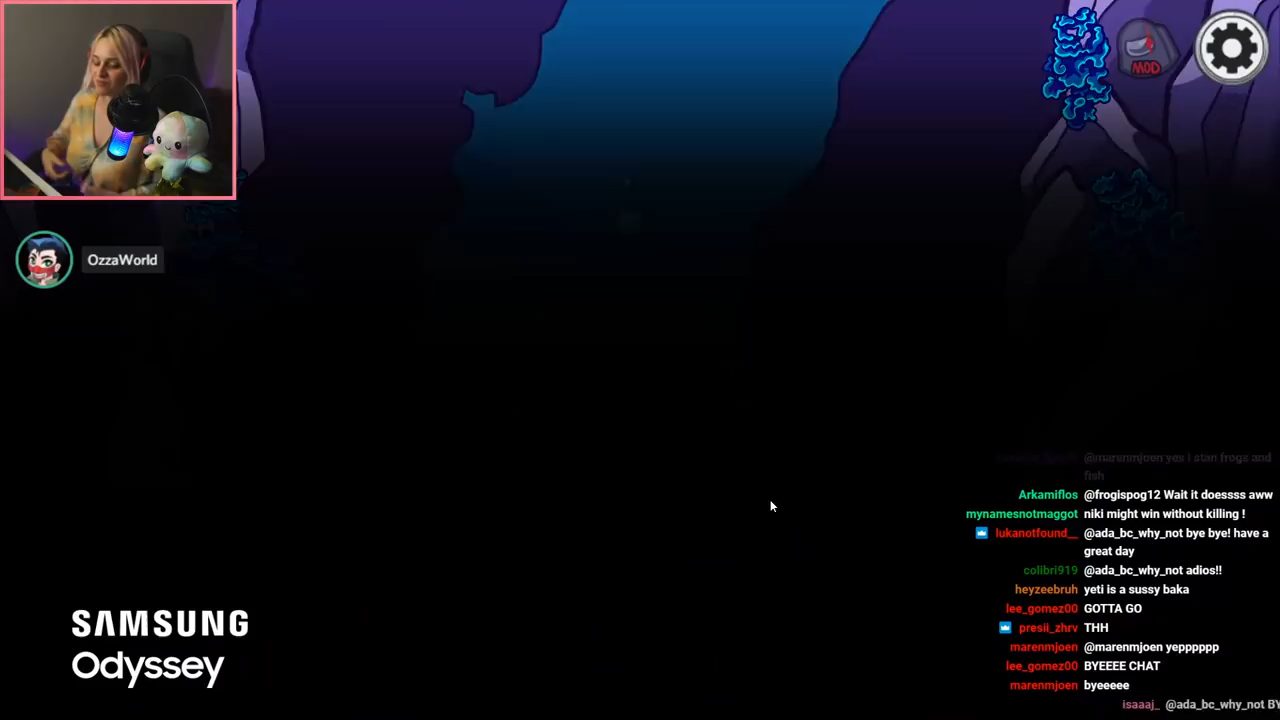 MOD
OzzaWorld
@marenmjoen yes I stan frogs and
fish
Arkamiflos @frogispog12 Wait it doessss aww
mynamesnotmaggot niki might win without killing !
lukanotfound__ @ada_bc_why_not bye bye! have a
great day
colibri919 @ada_bc_why_not adios!!
heyzeebruh yeti is a sussy baka
lee_gomez00 GOTTA GO
presii_zhrv THH
marenmjoen @marenmjoen yepppppp
lee_gomez00 BYEEEE CHAT
marenmjoen byeeeee
isaaaj_ @ada_bc_why_not BY
SAMSUNG
Odyssey